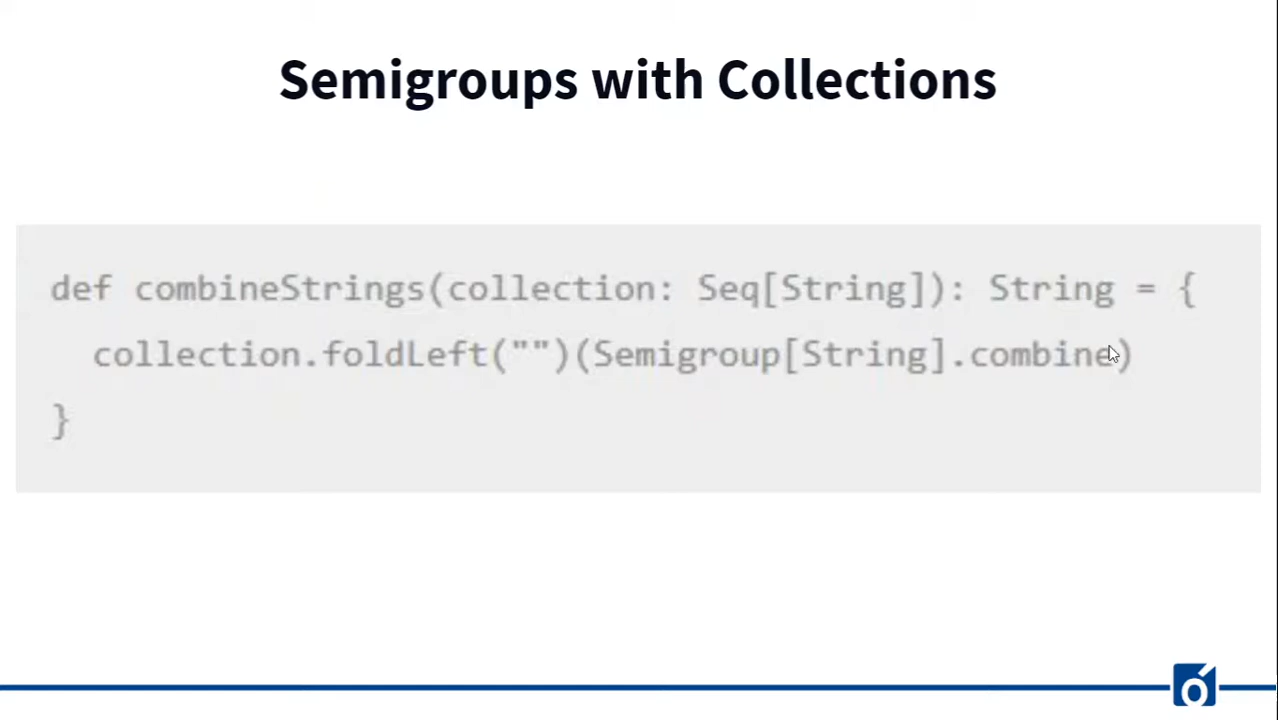 Semigroups with Collections
def combineStrings(collection: Seq[String]): String = {
  collection.foldLeft("")(Semigroup[String].combine)
}